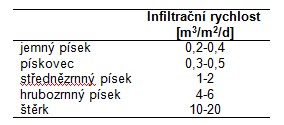 Infiltrační rychlost
[m³/m²/d]
jemný písek 0,2-0,4
pískovec 0,3-0,5
střednězrnný písek 1-2
hrubozrnný písek 4-6
štěrk 10-20